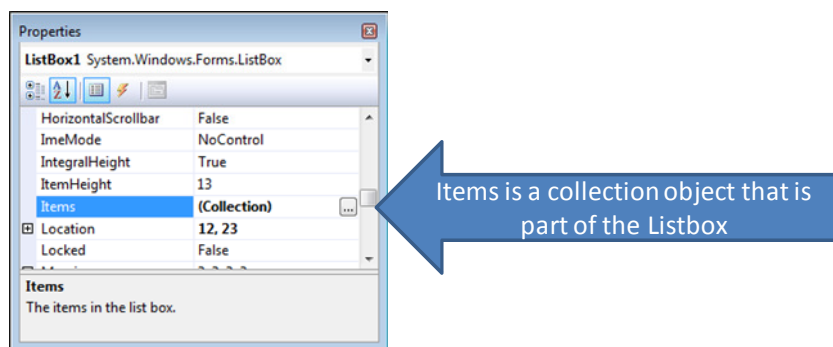 Properties
ListBox1 System.Windows.Forms.ListBox
HorizontalScrollbar False
ImeMode NoControl
IntegralHeight True
ItemHeight 13
Items (Collection) ...
Location 12, 23
Locked False
Items
The items in the list box.
Items is a collection object that is
part of the Listbox